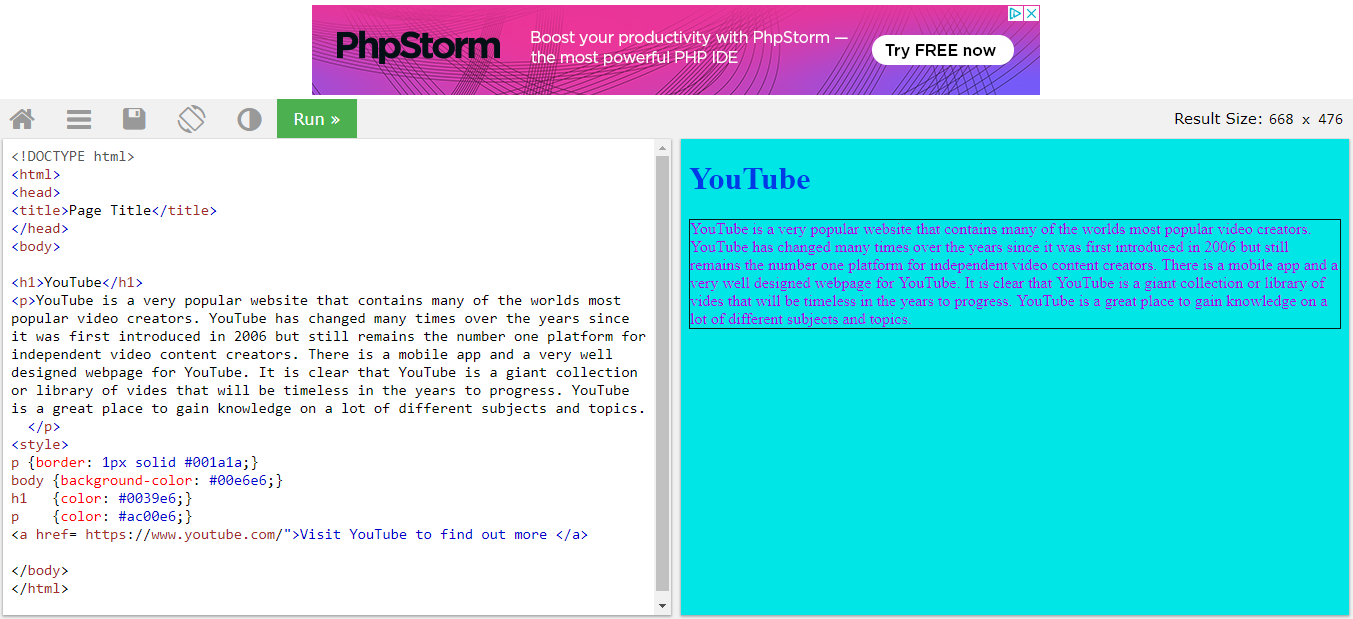 PhpStorm
Boost your productivity with PhpStorm —
the most powerful PHP IDE
Try FREE now
Run »
Result Size: 668 x 476
<!DOCTYPE html>
<html>
<head>
<title>Page Title</title>
</head>
<body>
<h1>YouTube</h1>
<p>YouTube is a very popular website that contains many of the worlds most
popular video creators. YouTube has changed many times over the years since
it was first introduced in 2006 but still remains the number one platform for
independent video content creators. There is a mobile app and a very well
designed webpage for YouTube. It is clear that YouTube is a giant collection
or library of vides that will be timeless in the years to progress. YouTube
is a great place to gain knowledge on a lot of different subjects and topics.
</p>
<style>
p {border: 1px solid #001a1a;}
body {background-color: #00e6e6;}
h1   {color: #0039e6;}
p    {color: #ac00e6;}
<a href= https://www.youtube.com/">Visit YouTube to find out more </a>
</body>
</html>
YouTube
YouTube is a very popular website that contains many of the worlds most popular video creators.
YouTube has changed many times over the years since it was first introduced in 2006 but still
remains the number one platform for independent video content creators. There is a mobile app and a
very well designed webpage for YouTube. It is clear that YouTube is a giant collection or library of
vides that will be timeless in the years to progress. YouTube is a great place to gain knowledge on a
lot of different subjects and topics.